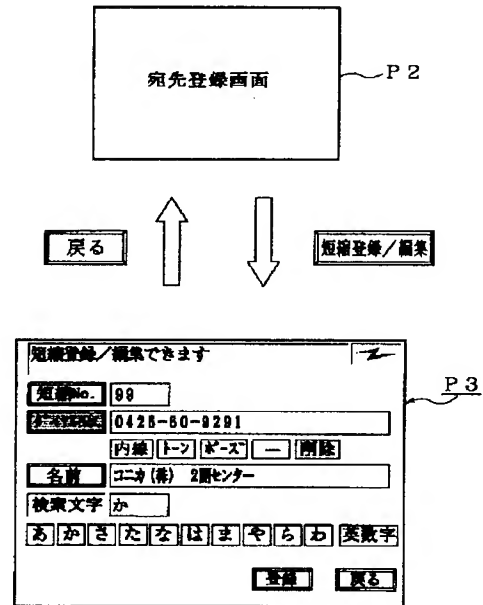 宛先登録画面
P2
戻る
短縮登録/編集
短縮登録/編集できます
P3
短縮No. 99
0426-60-9291
内線 トーン ポーズ — 削除
名前 コニカ(株) 2階センター
検索文字 か
あ か さ た な は ま や ら わ 英数字
登録 戻る